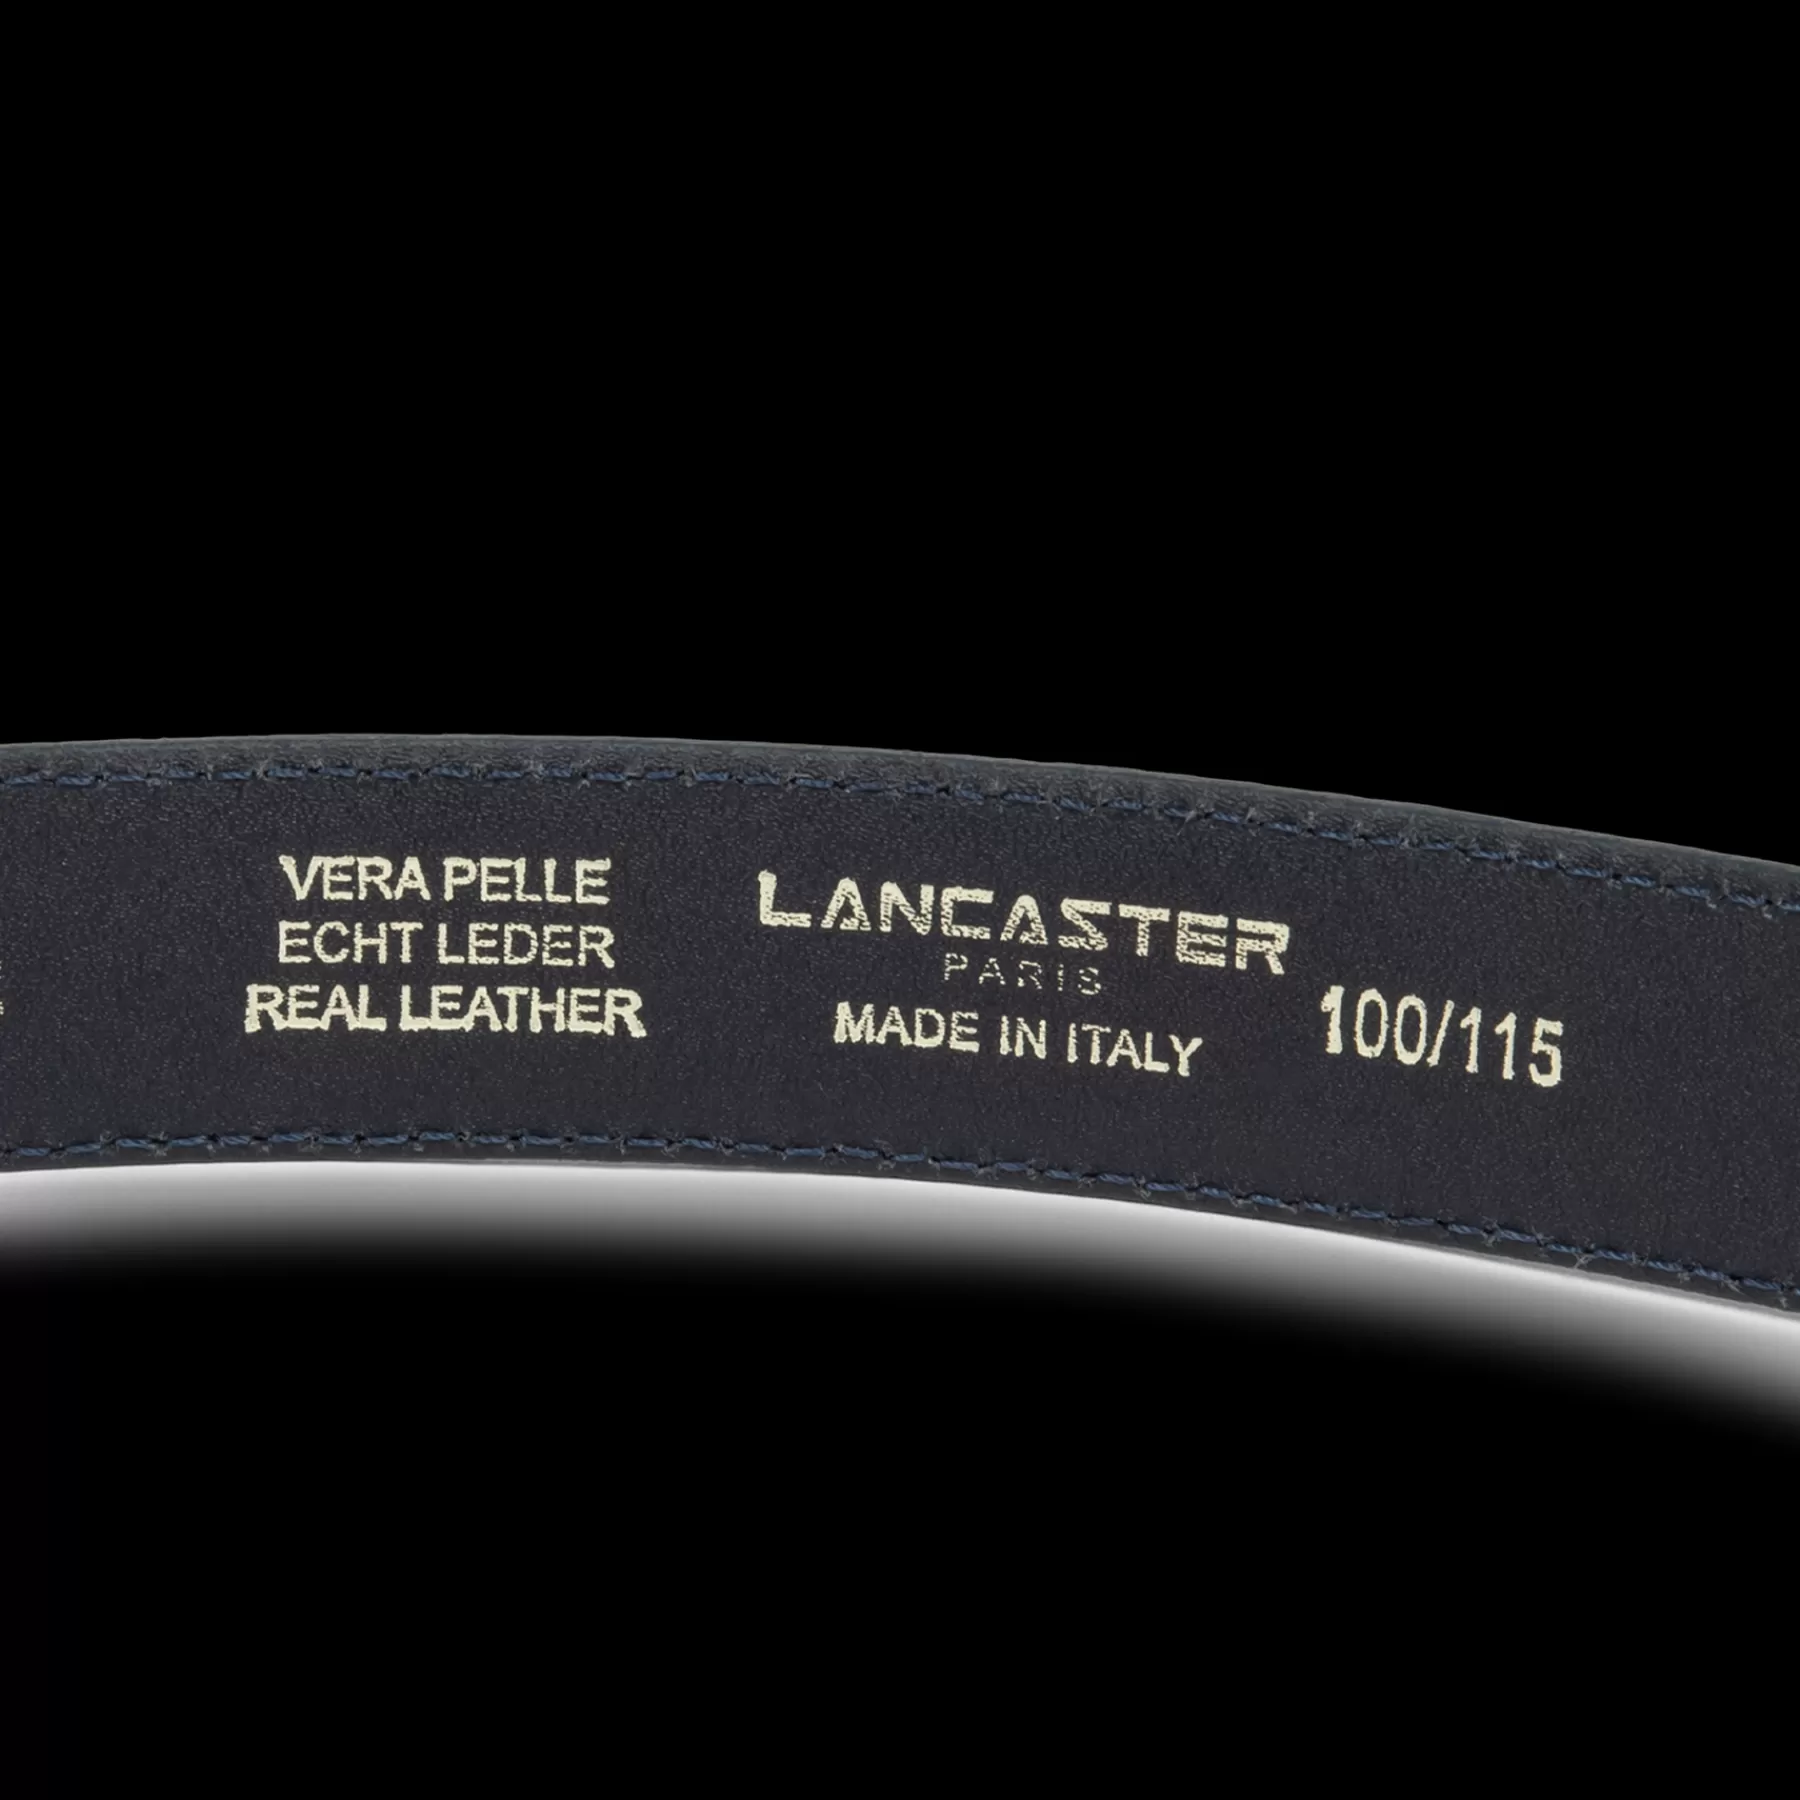 VERA PELLE
ECHT LEDER
REAL LEATHER
LANCASTER
PARIS
MADE IN ITALY
100/115